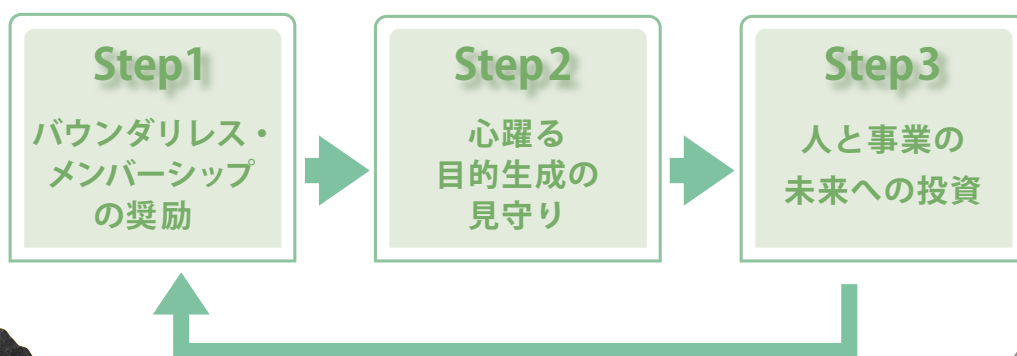 Step1
バウンダリレス・
メンバーシップ
の奨励
Step2
心躍る
目的生成の
見守り
Step3
人と事業の
未来への投資